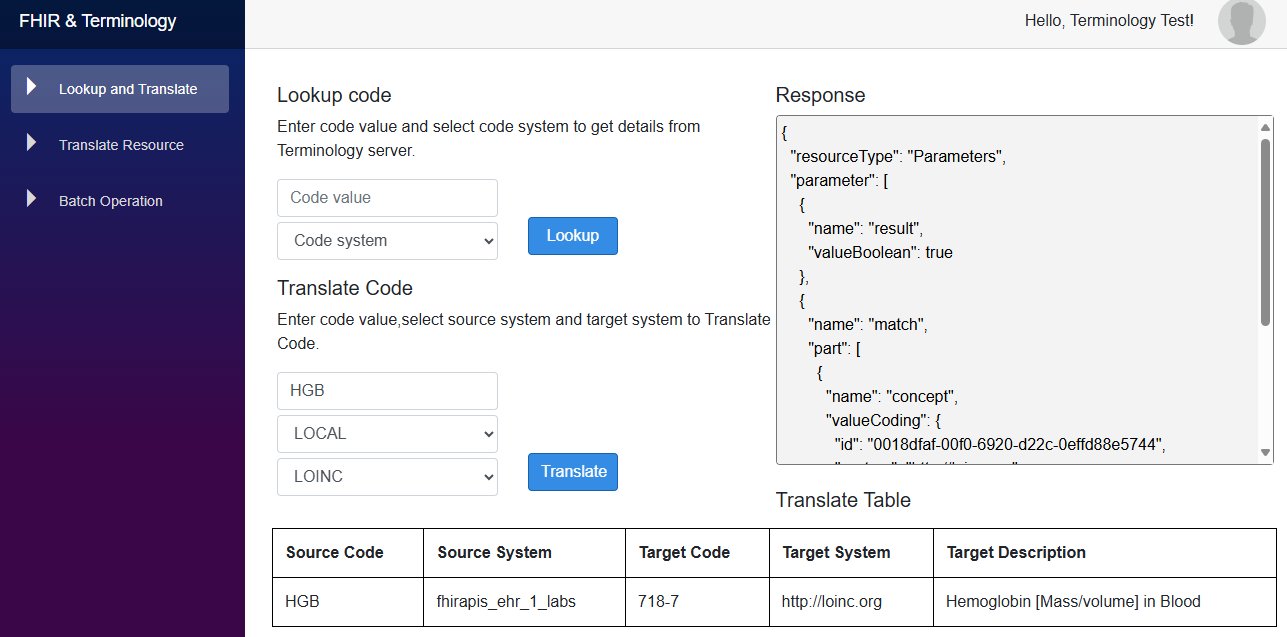 FHIR & Terminology
Hello, Terminology Test!
Lookup and Translate
Translate Resource
Batch Operation
Lookup code
Enter code value and select code system to get details from
Terminology server.
Code value
Code system
Lookup
Translate Code
Enter code value,select source system and target system to Translate
Code.
HGB
LOCAL
LOINC
Translate
Response
{
"resourceType": "Parameters",
"parameter": [
{
"name": "result",
"valueBoolean": true
},
{
"name": "match",
"part": [
{
"name": "concept",
"valueCoding": {
"id": "0018dfaf-00f0-6920-d22c-0effd88e5744",
Translate Table
Source Code Source System Target Code Target System Target Description
HGB fhirapis_ehr_1_labs 718-7 http://loinc.org Hemoglobin [Mass/volume] in Blood